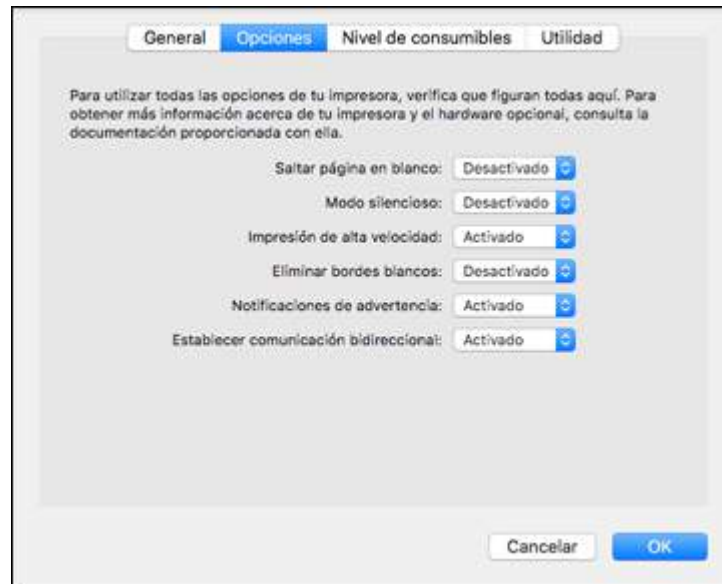 General Opciones Nivel de consumibles Utilidad
Para utilizar todas las opciones de tu impresora, verifica que figuran todas aquí. Para
obtener más información acerca de tu impresora y el hardware opcional, consulta la
documentación proporcionada con ella.
Saltar página en blanco: Desactivado
Modo silencioso: Desactivado
Impresión de alta velocidad: Activado
Eliminar bordes blancos: Desactivado
Notificaciones de advertencia: Activado
Establecer comunicación bidireccional: Activado
Cancelar OK